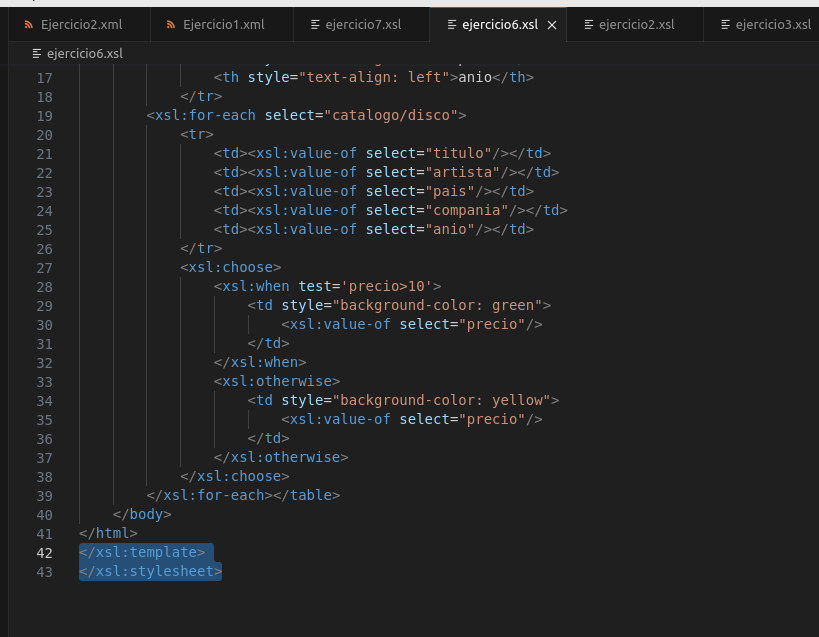 Ejercicio2.xml Ejercicio1.xml ejercicio7.xsl ejercicio6.xsl ejercicio2.xsl ejercicio3.xsl
ejercicio6.xsl
17 <th style="text-align: left">anio</th>
18 </tr>
19 <xsl:for-each select="catalogo/disco">
20 <tr>
21 <td><xsl:value-of select="titulo"/></td>
22 <td><xsl:value-of select="artista"/></td>
23 <td><xsl:value-of select="pais"/></td>
24 <td><xsl:value-of select="compania"/></td>
25 <td><xsl:value-of select="anio"/></td>
26 </tr>
27 <xsl:choose>
28 <xsl:when test='precio>10'>
29 <td style="background-color: green">
30 <xsl:value-of select="precio"/>
31 </td>
32 </xsl:when>
33 <xsl:otherwise>
34 <td style="background-color: yellow">
35 <xsl:value-of select="precio"/>
36 </td>
37 </xsl:otherwise>
38 </xsl:choose>
39 </xsl:for-each></table>
40 </body>
41 </html>
42 </xsl:template>
43 </xsl:stylesheet>